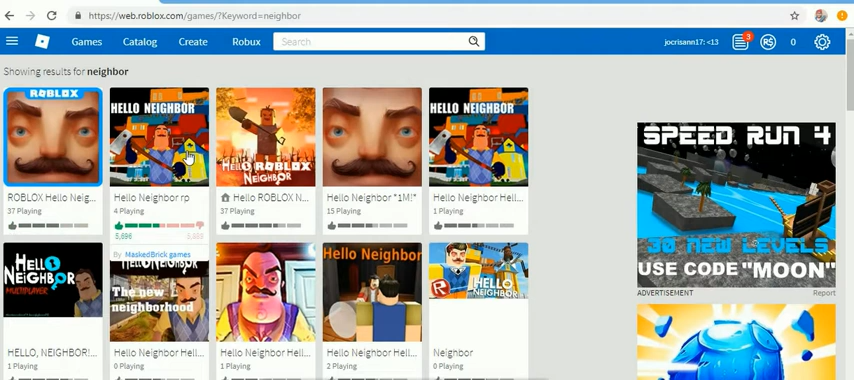 https://web.roblox.com/games/?Keyword=neighbor
Games
Catalog
Create
Robux
Search
jocrisann17: <13
3
R$
0
Showing results for neighbor
ROBLOX
HELLO NEIGHBOR
HELLO ROBLOX NEIGHBOR
HELLO NEIGHBOR
ROBLOX Hello Neig...
Hello Neighbor rp
Hello ROBLOX N...
Hello Neighbor *1M!*
Hello Neighbor Hell...
37 Playing
4 Playing
37 Playing
15 Playing
1 Playing
By MaskedBrick games
HELLO NEIGHBOR
MULTIPLAYER
The new
neighborhood
Hello Neighbor
HELLO
NEIGHBOR
HELLO, NEIGHBOR!...
Hello Neighbor Hell...
Hello Neighbor Hell...
Hello Neighbor Hell...
Neighbor
1 Playing
0 Playing
1 Playing
2 Playing
0 Playing
SPEED RUN 4
30 NEW LEVELS
USE CODE "MOON"
ADVERTISEMENT
Report